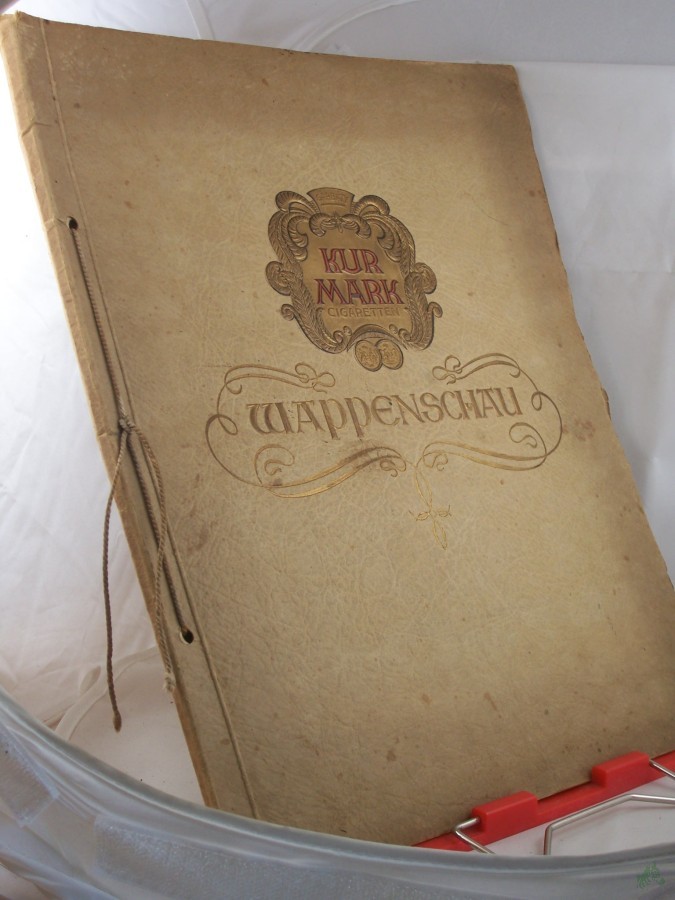 KUR
MARK
CIGARETTEN
WAPPENSCHAU